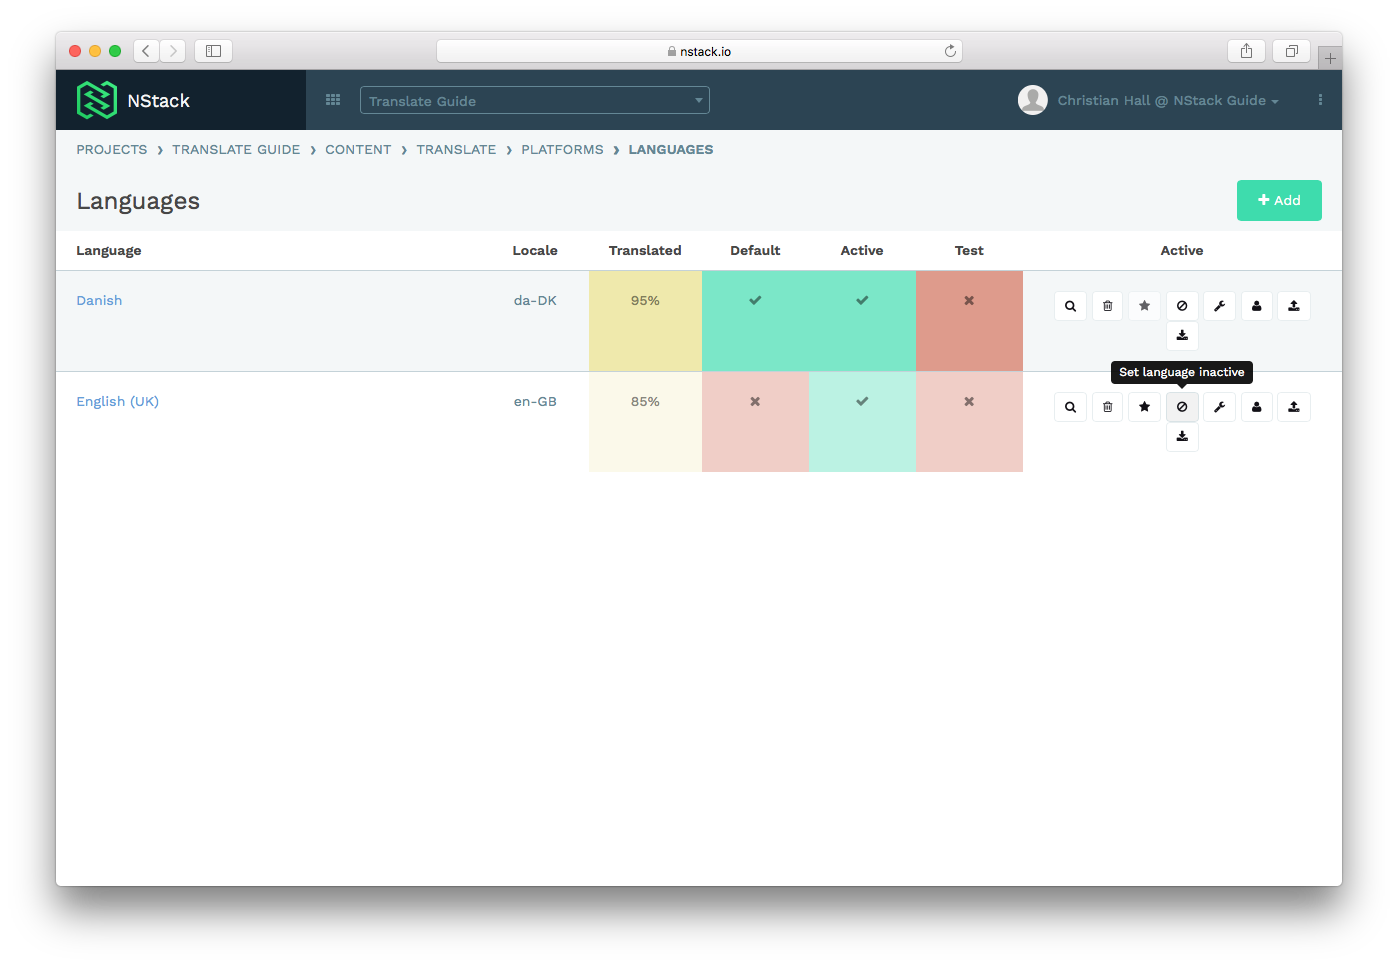 nstack.io
NStack
Translate Guide
Christian Hall @ NStack Guide
PROJECTS › TRANSLATE GUIDE › CONTENT › TRANSLATE › PLATFORMS › LANGUAGES
Languages
+ Add
Language Locale Translated Default Active Test Active
Danish da-DK 95%
Set language inactive
English (UK) en-GB 85%